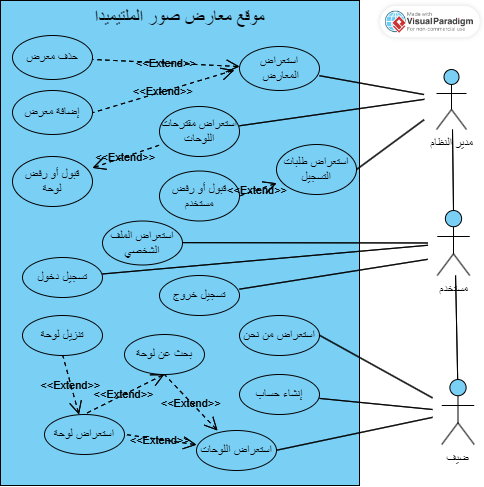 موقع معارض صور الملتيميدا
Made with
Visual Paradigm
For non-commercial use
حذف معرض
<<Extend>>
استعراض
المعارض
إضافة معرض
<<Extend>>
استعراض مقترحات
اللوحات
<<Extend>>
قبول أو رفض
لوحة
قبول أو رفض
مستخدم
<<Extend>>
استعراض طلبات
التسجيل
مدير النظام
استعراض الملف
الشخصي
تسجيل دخول
تسجيل خروج
مستخدم
تنزيل لوحة
بحث عن لوحة
استعراض من نحن
<<Extend>>
<<Extend>>
<<Extend>>
إنشاء حساب
استعراض لوحة
<<Extend>>
استعراض اللوحات
ضيف